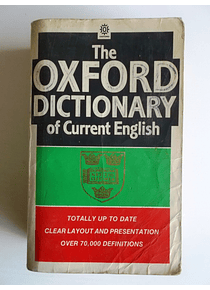 The
OXFORD
DICTIONARY
of Current English
TOTALLY UP TO DATE
CLEAR LAYOUT AND PRESENTATION
OVER 70,000 DEFINITIONS